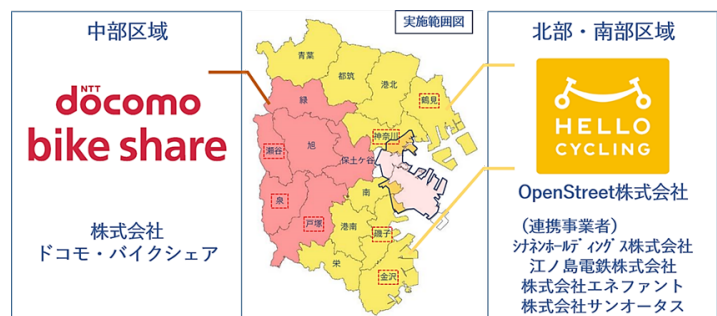 中部区域
NTT
döcomo
bike share
株式会社
ドコモ・バイクシェア
実施範囲図
青葉
都筑
港北
緑
鶴見
神奈川
瀬谷
旭
保土ケ谷
泉
南
戸塚
港南
磯子
栄
金沢
北部・南部区域
HELLO
CYCLING
OpenStreet株式会社
（連携事業者）
ｼﾅﾈﾝﾎｰﾙﾃﾞｨﾝｸﾞｽ株式会社
江ノ島電鉄株式会社
株式会社エネファント
株式会社サンオータス